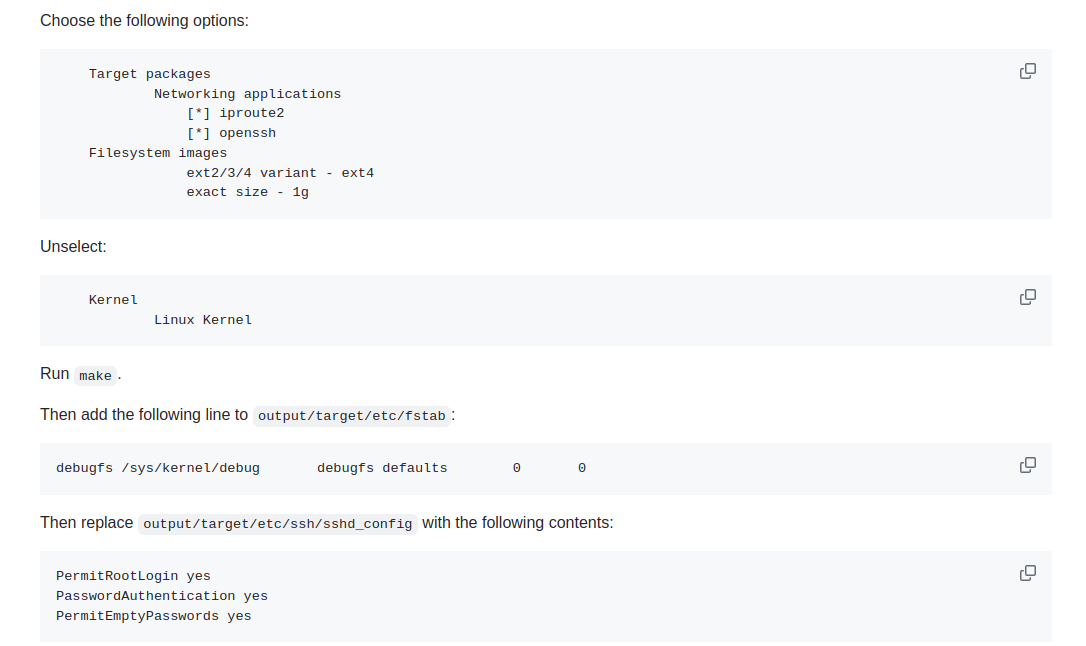 Choose the following options:
Target packages
Networking applications
[*] iproute2
[*] openssh
Filesystem images
ext2/3/4 variant - ext4
exact size - 1g
Unselect:
Kernel
Linux Kernel
Run make.
Then add the following line to output/target/etc/fstab:
debugfs /sys/kernel/debug       debugfs defaults        0       0
Then replace output/target/etc/ssh/sshd_config with the following contents:
PermitRootLogin yes
PasswordAuthentication yes
PermitEmptyPasswords yes